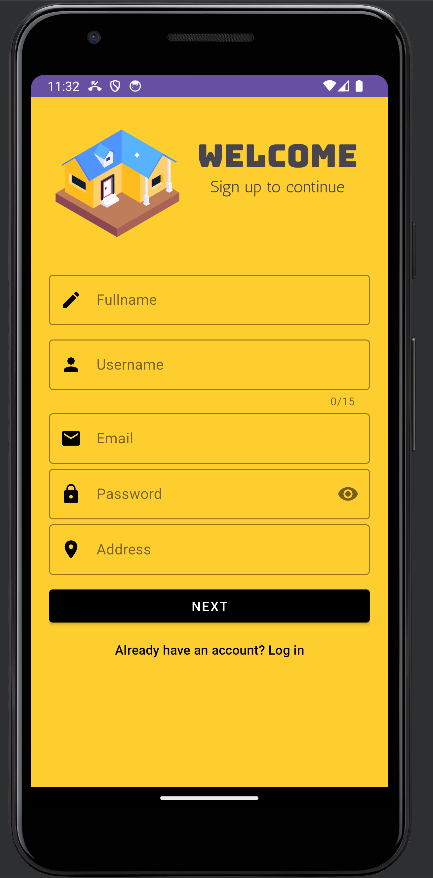 11:32
WELCOME
Sign up to continue
Fullname
Username
0/15
Email
Password
Address
NEXT
Already have an account? Log in